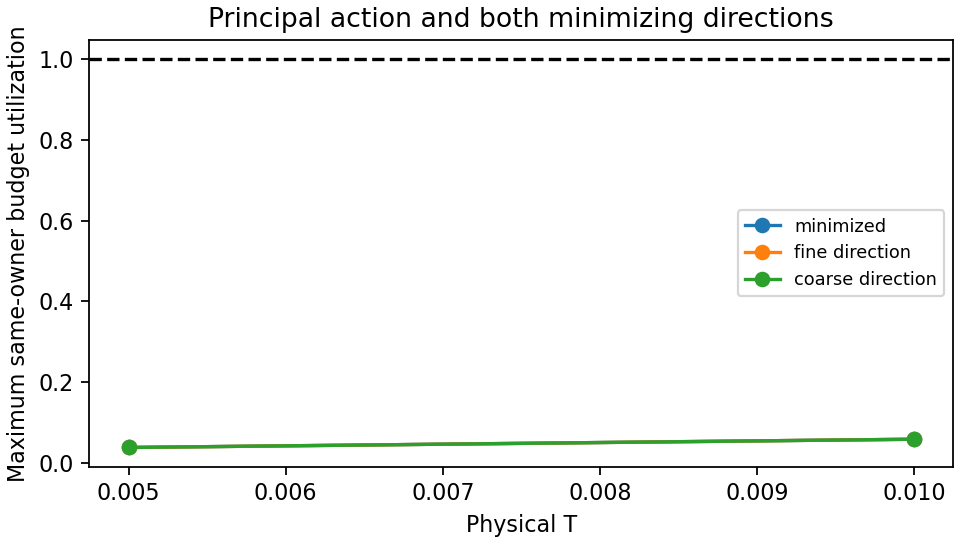 Principal action and both minimizing directions
Maximum same-owner budget utilization
1.0
0.8
0.6
0.4
0.2
0.0
minimized
fine direction
coarse direction
0.005 0.006 0.007 0.008 0.009 0.010
Physical T